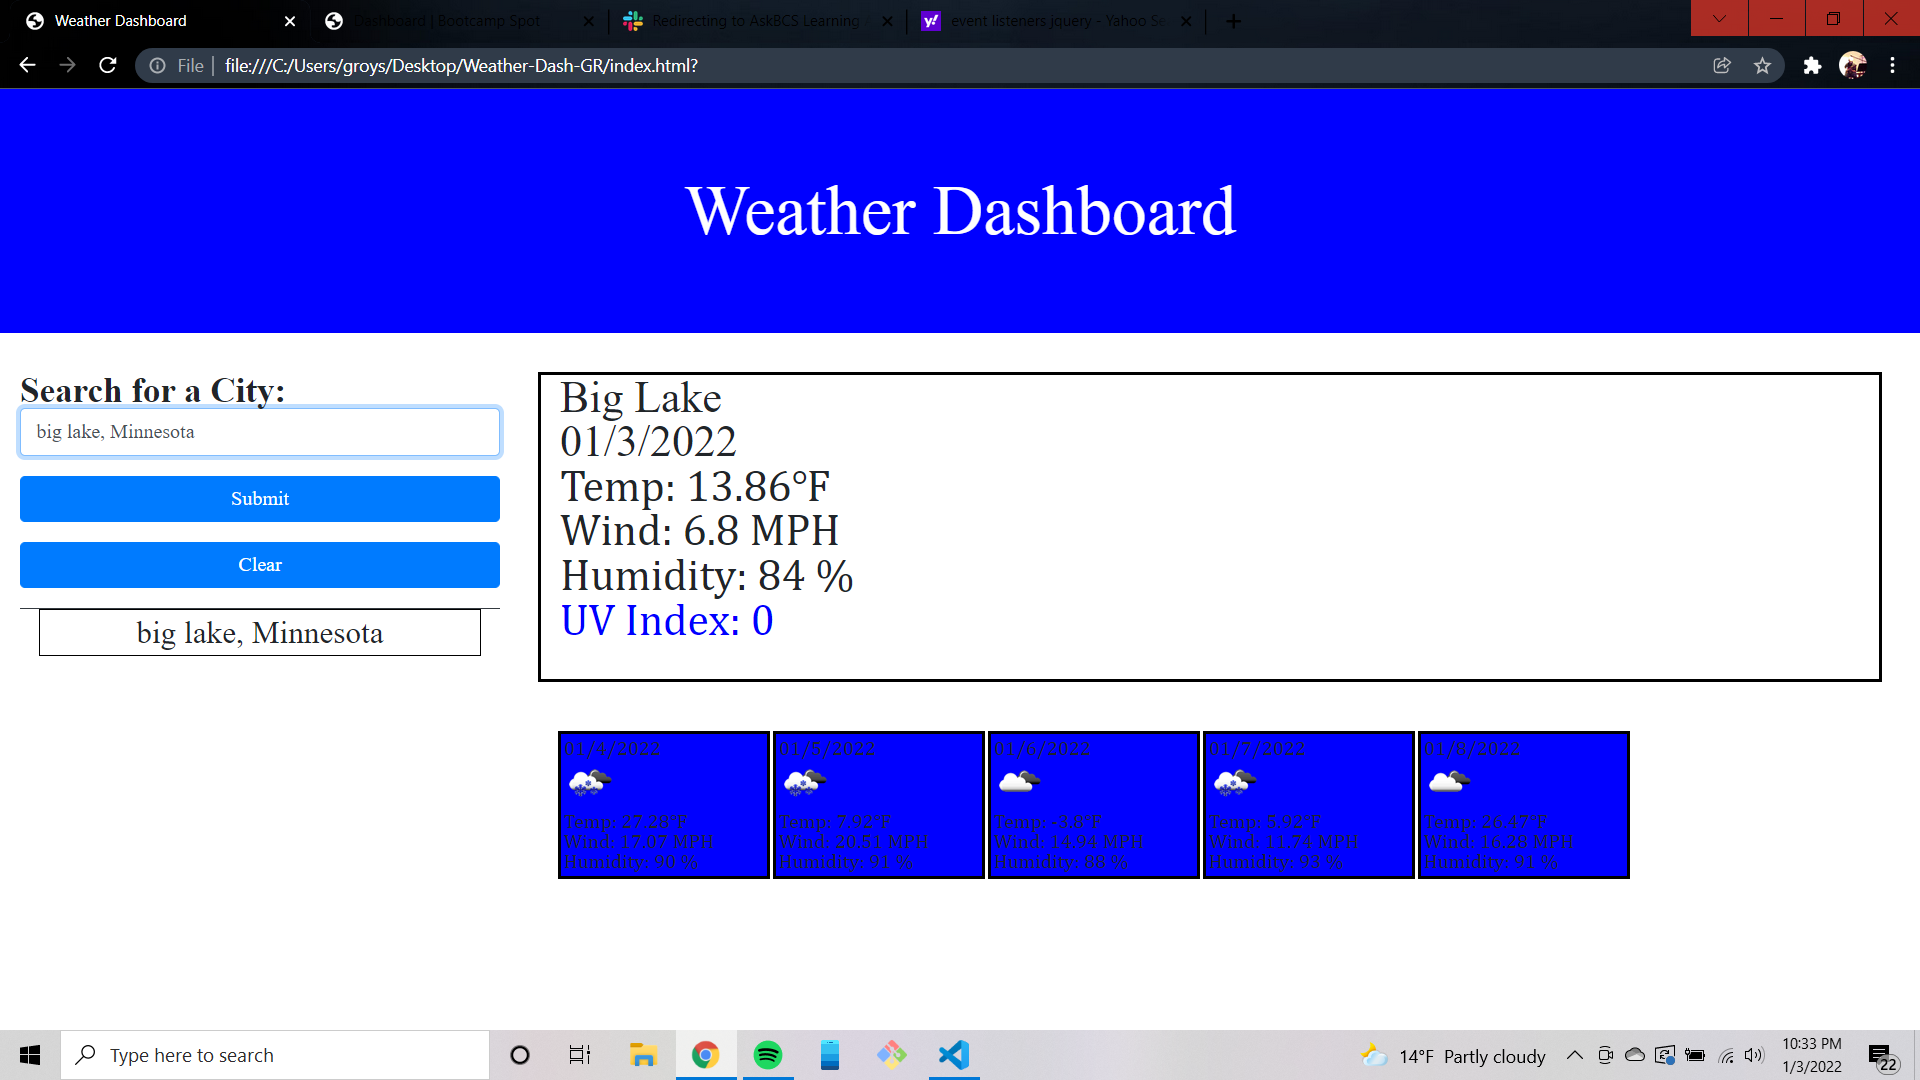 Weather Dashboard
Dashboard | Bootcamp Spot
Redirecting to AskBCS Learning
event listeners jquery - Yahoo Se
File | file:///C:/Users/groys/Desktop/Weather-Dash-GR/index.html?
Weather Dashboard
Search for a City:
big lake, Minnesota
Submit
Clear
big lake, Minnesota
Big Lake
01/3/2022
Temp: 13.86°F
Wind: 6.8 MPH
Humidity: 84 %
UV Index: 0
01/4/2022
Temp: 27.28°F
Wind: 17.07 MPH
Humidity: 90 %
01/5/2022
Temp: 7.92°F
Wind: 20.51 MPH
Humidity: 91 %
01/6/2022
Temp: -3.8°F
Wind: 14.94 MPH
Humidity: 88 %
01/7/2022
Temp: 5.92°F
Wind: 11.74 MPH
Humidity: 93 %
01/8/2022
Temp: 26.47°F
Wind: 16.28 MPH
Humidity: 91 %
Type here to search
14°F Partly cloudy
10:33 PM
1/3/2022
22